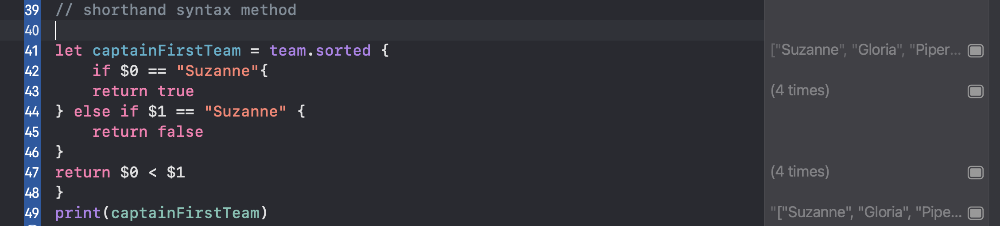 39 // shorthand syntax method
40
41 let captainFirstTeam = team.sorted { ["Suzanne", "Gloria", "Piper...
42     if $0 == "Suzanne"{
43     return true (4 times)
44 } else if $1 == "Suzanne" {
45     return false
46 }
47 return $0 < $1 (4 times)
48 }
49 print(captainFirstTeam) "["Suzanne", "Gloria", "Pipe...